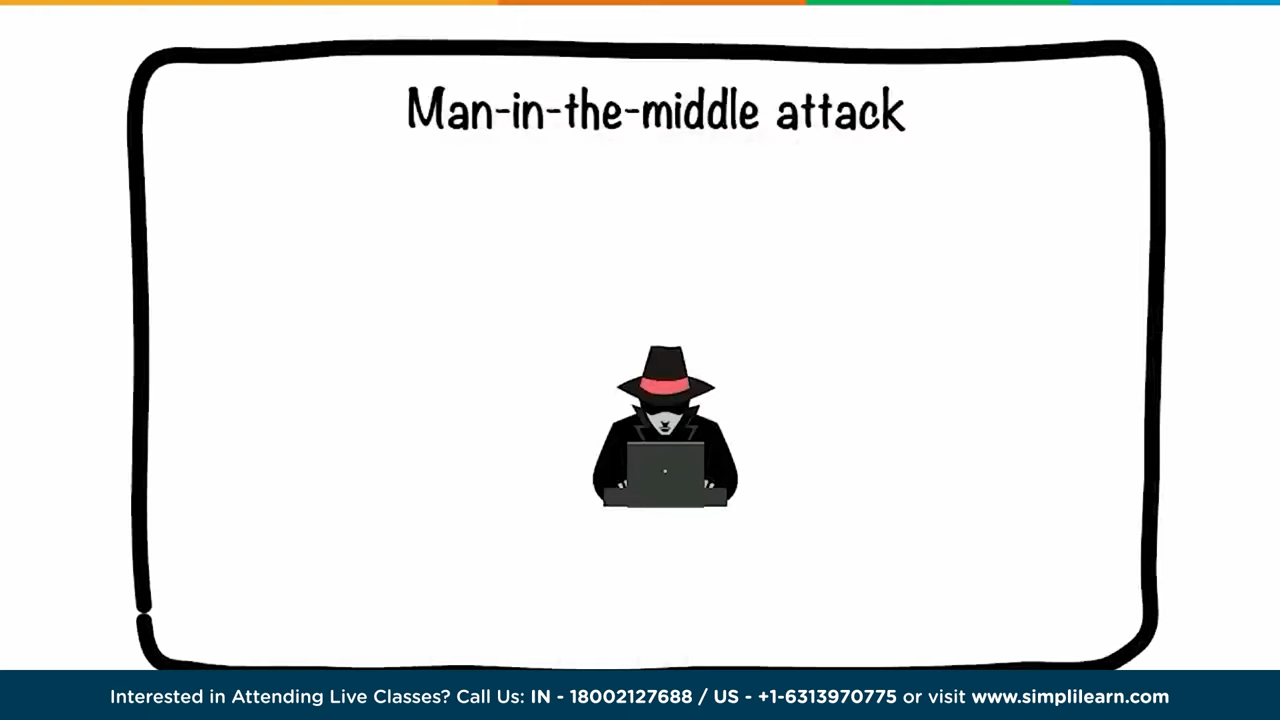 Man-in-the-middle attack
Interested in Attending Live Classes? Call Us: IN - 18002127688 / US - +1-6313970775 or visit www.simplilearn.com